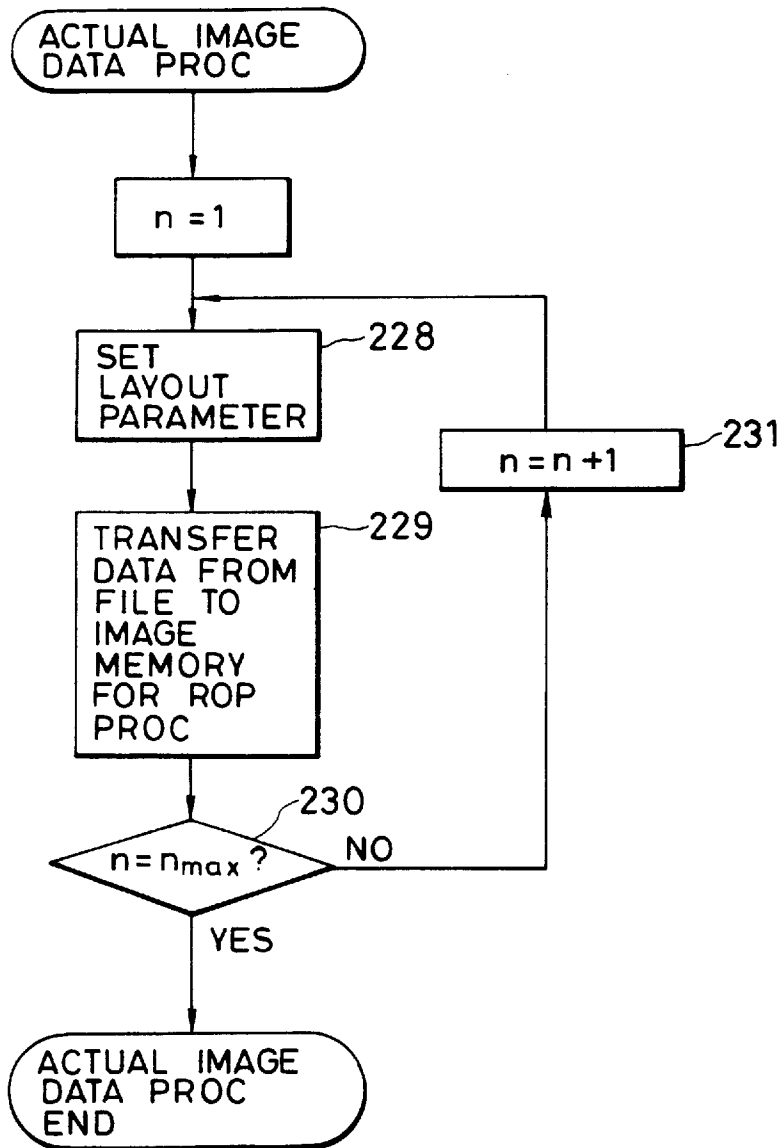 ACTUAL IMAGE
DATA PROC
n = 1
SET
LAYOUT
PARAMETER
228
n = n + 1
231
TRANSFER
DATA FROM
FILE TO
IMAGE
MEMORY
FOR ROP
PROC
229
n = nmax ?
230
NO
YES
ACTUAL IMAGE
DATA PROC
END